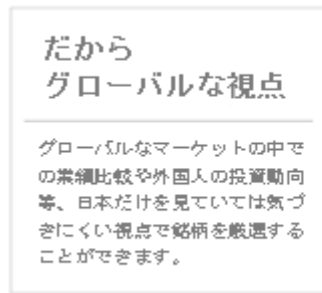 だから
グローバルな視点
グローバルなマーケットの中で
の業績比較や外国人の投資動向
等、日本だけを見ていては気づ
きにくい視点で銘柄を厳選する
ことができます。